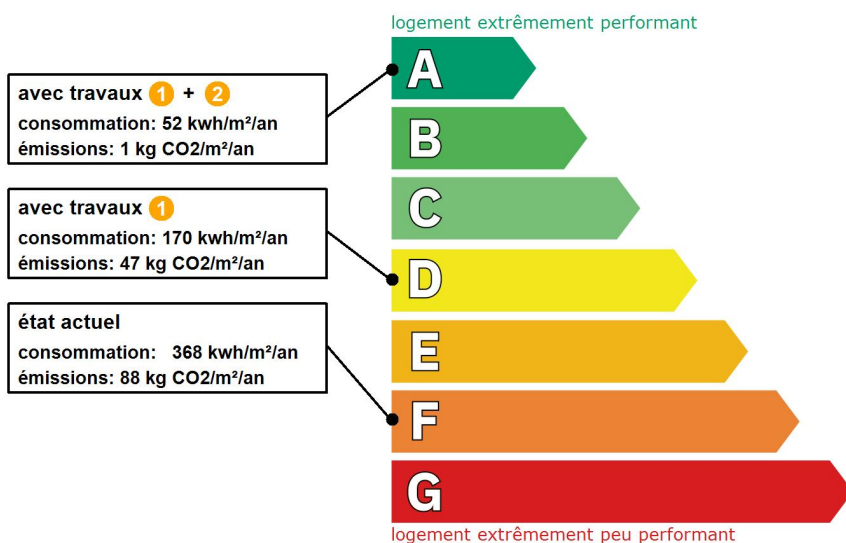 logement extrêmement performant
A
avec travaux 1 + 2
consommation: 52 kwh/m²/an
émissions: 1 kg CO2/m²/an
B
avec travaux 1
consommation: 170 kwh/m²/an
émissions: 47 kg CO2/m²/an
C
D
état actuel
consommation: 368 kwh/m²/an
émissions: 88 kg CO2/m²/an
E
F
G
logement extrêmement peu performant